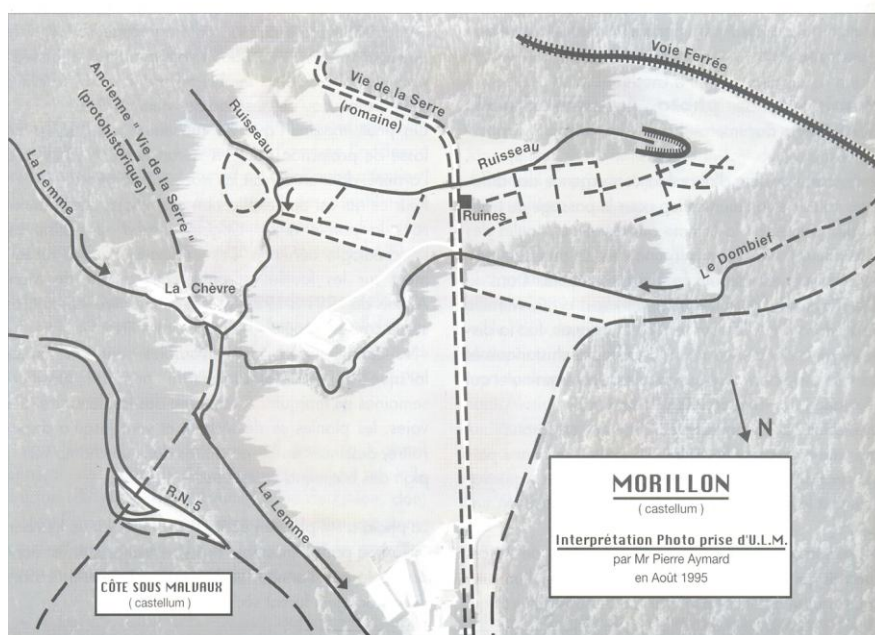 Voie Ferrée
Ancienne " Vie de la Serre "
(protohistorique)
Ruisseau
Vie de la Serre
(romaine)
Ruisseau
La Lemme
Ruines
Le Dombief
La Chèvre
N
R.N. 5
La Lemme
MORILLON
( castellum )
Interprétation Photo prise d'U.L.M.
par Mr Pierre Aymard
en Août 1995
CÔTE SOUS MALVAUX
( castellum )